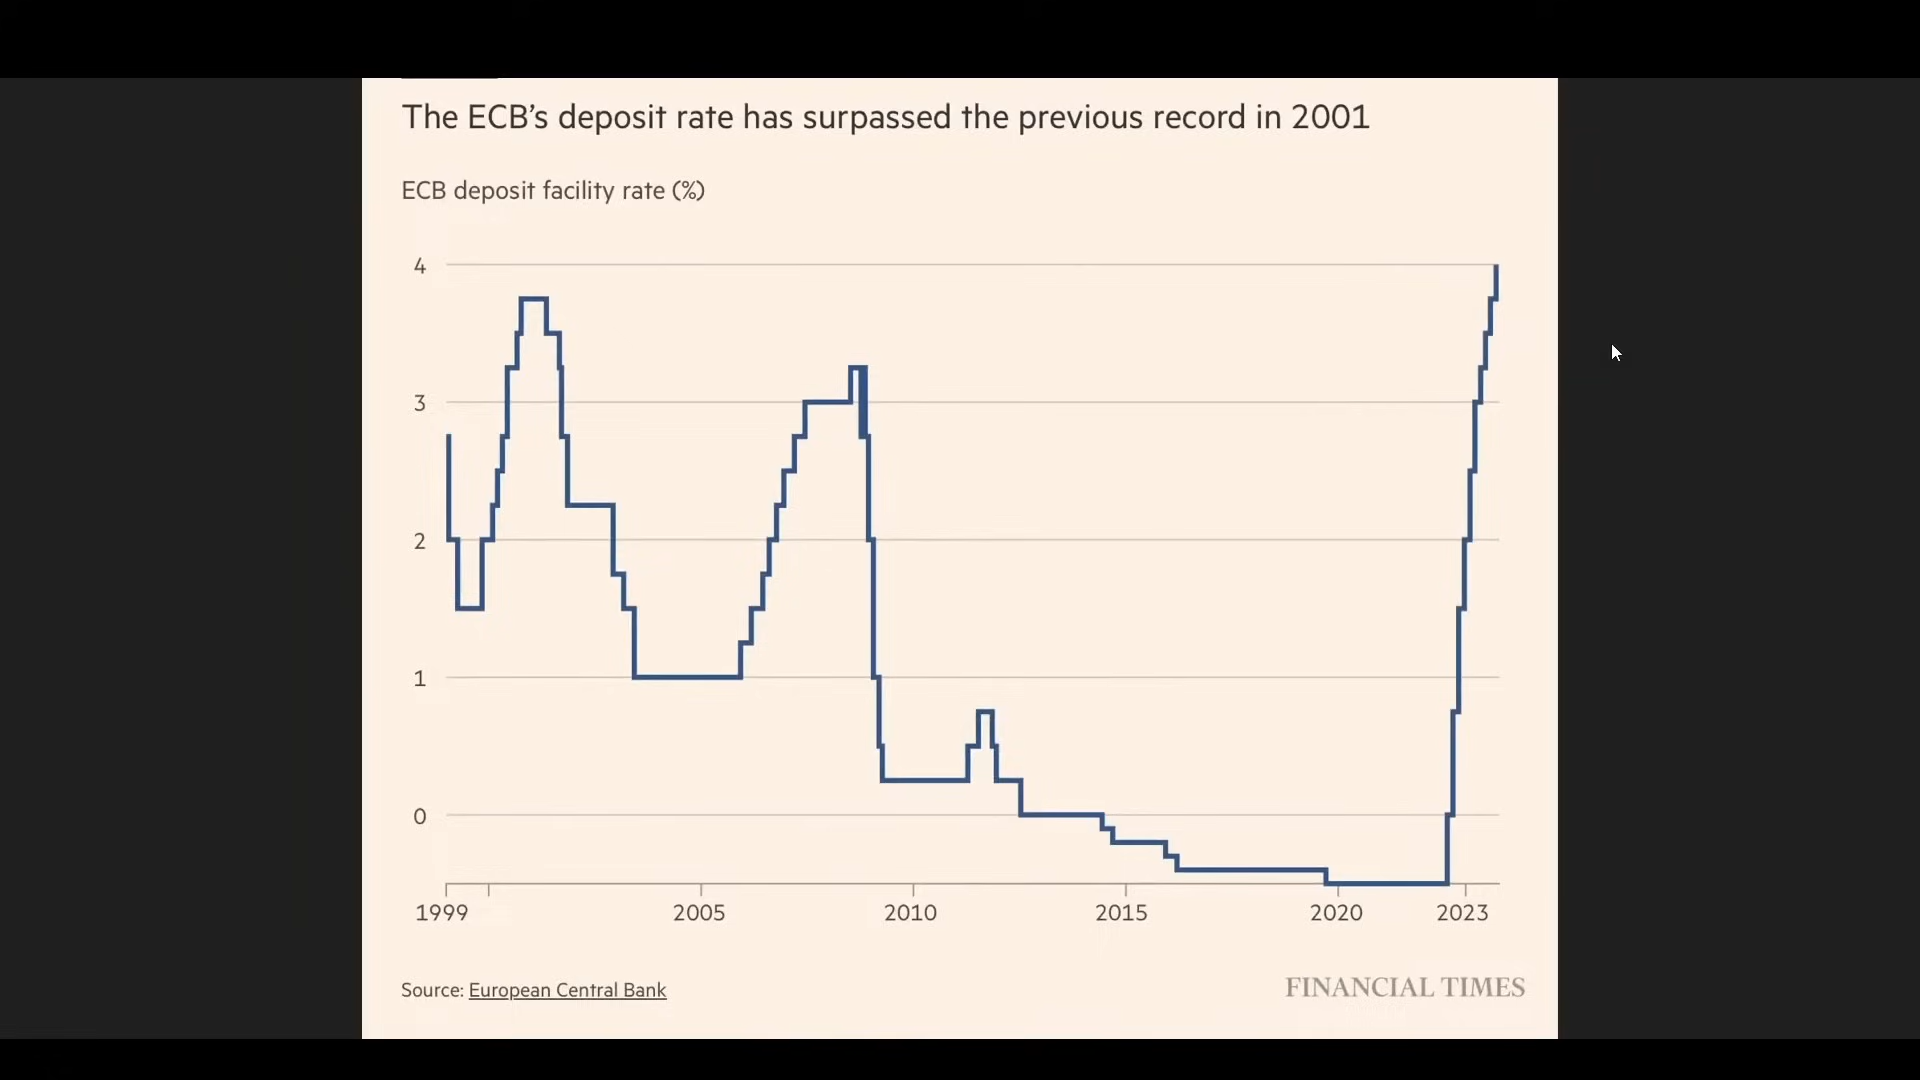 The ECB’s deposit rate has surpassed the previous record in 2001
ECB deposit facility rate (%)
4
3
2
1
0
1999 2005 2010 2015 2020 2023
Source: European Central Bank
FINANCIAL TIMES